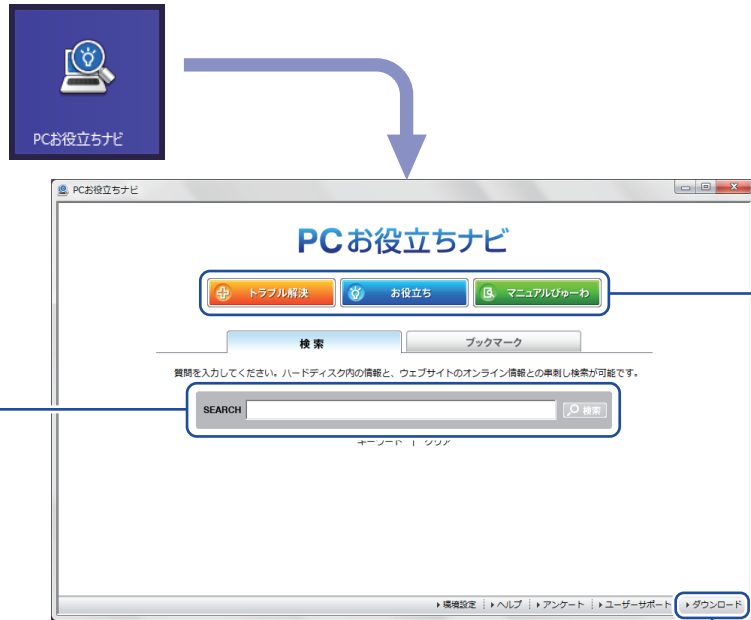 PCお役立ちナビ
PCお役立ちナビ
PCお役立ちナビ
トラブル解決 お役立ち マニュアルびゅーわ
検索 ブックマーク
質問を入力してください。ハードディスク内の情報と、ウェブサイトのオンライン情報との串刺し検索が可能です。
SEARCH 検索
キーワード | クリア
環境設定 ヘルプ アンケート ユーザーサポート ダウンロード